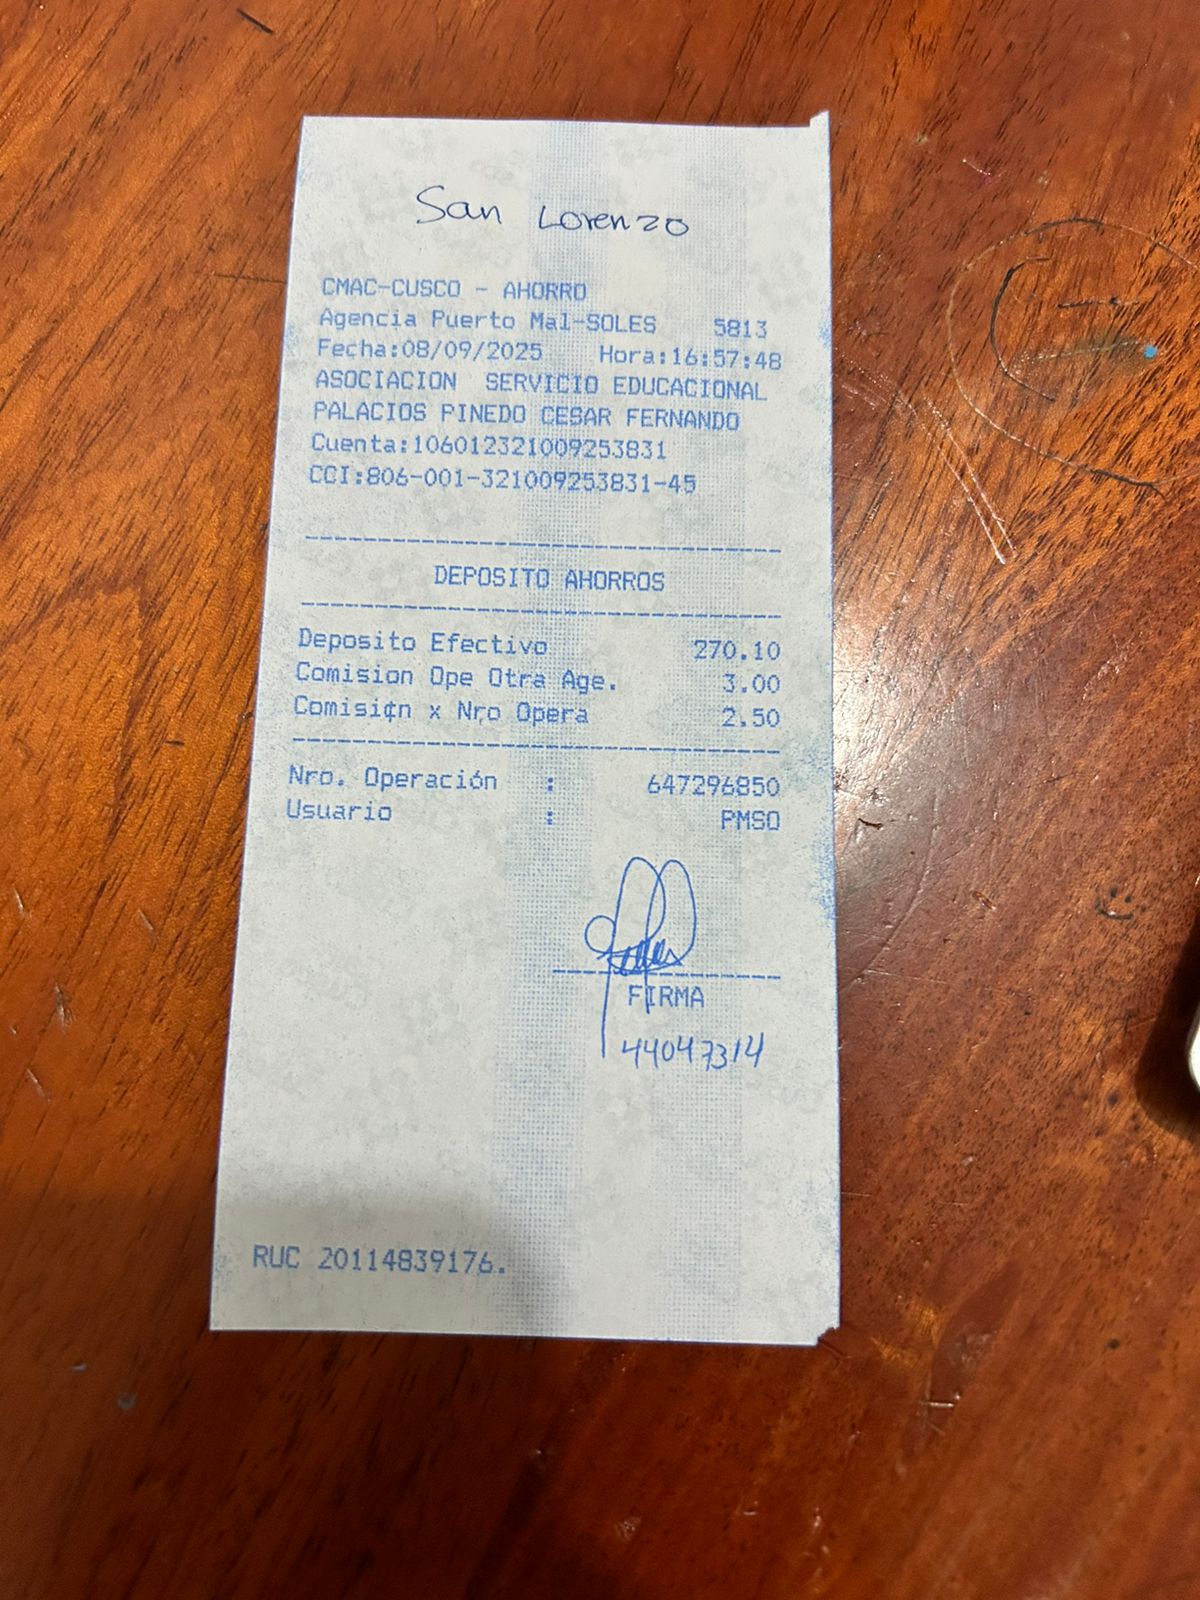 San Lorenzo
CMAC-CUSCO - AHORRO
Agencia Puerto Mal-SOLES 5813
Fecha:08/09/2025 Hora:16:57:48
ASOCIACION SERVICIO EDUCACIONAL
PALACIOS PINEDO CESAR FERNANDO
Cuenta:106012321009253831
CCI:806-001-321009253831-45
DEPOSITO AHORROS
Deposito Efectivo 270.10
Comision Ope Otra Age. 3.00
Comisión x Nro Opera 2.50
Nro. Operación : 647296850
Usuario : PMSO
FIRMA
44047314
RUC 20114839176.